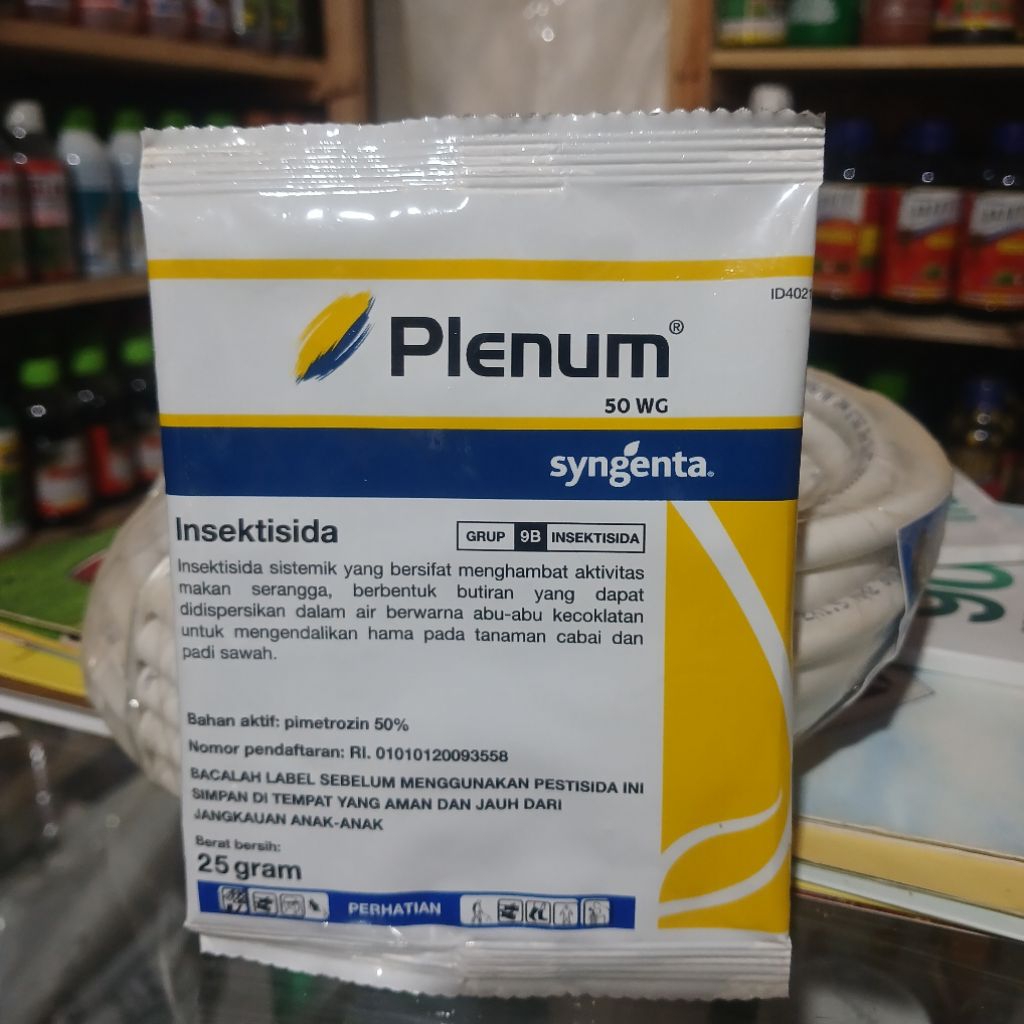 ID4021
Plenum®
50 WG
syngenta.
Insektisida
GRUP 9B INSEKTISIDA
Insektisida sistemik yang bersifat menghambat aktivitas
makan serangga, berbentuk butiran yang dapat
didispersikan dalam air berwarna abu-abu kecoklatan
untuk mengendalikan hama pada tanaman cabai dan
padi sawah.
Bahan aktif: pimetrozin 50%
Nomor pendaftaran: RI. 01010120093558
BACALAH LABEL SEBELUM MENGGUNAKAN PESTISIDA INI
SIMPAN DI TEMPAT YANG AMAN DAN JAUH DARI
JANGKAUAN ANAK-ANAK
Berat bersih:
25 gram
PERHATIAN